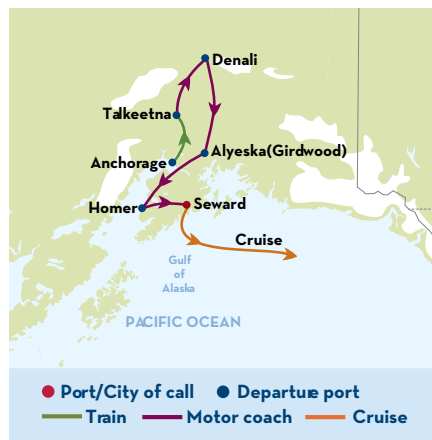 Denali
Talkeetna
Alyeska(Girdwood)
Anchorage
Homer
Seward
Cruise
Gulf
of
Alaska
PACIFIC OCEAN
Port/City of call
Departure port
Train
Motor coach
Cruise